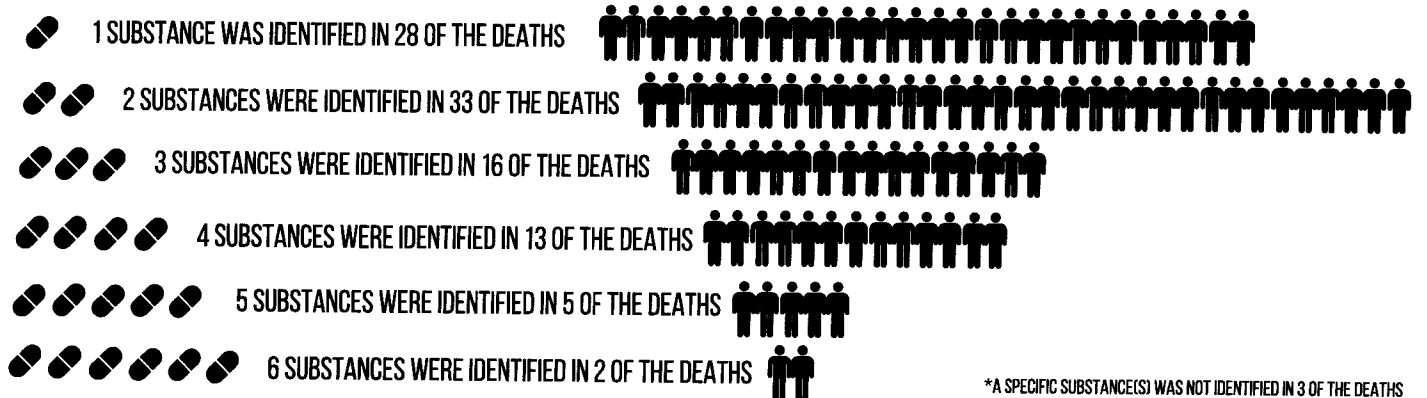 1 SUBSTANCE WAS IDENTIFIED IN 28 OF THE DEATHS
2 SUBSTANCES WERE IDENTIFIED IN 33 OF THE DEATHS
3 SUBSTANCES WERE IDENTIFIED IN 16 OF THE DEATHS
4 SUBSTANCES WERE IDENTIFIED IN 13 OF THE DEATHS
5 SUBSTANCES WERE IDENTIFIED IN 5 OF THE DEATHS
6 SUBSTANCES WERE IDENTIFIED IN 2 OF THE DEATHS
*A SPECIFIC SUBSTANCE(S) WAS NOT IDENTIFIED IN 3 OF THE DEATHS